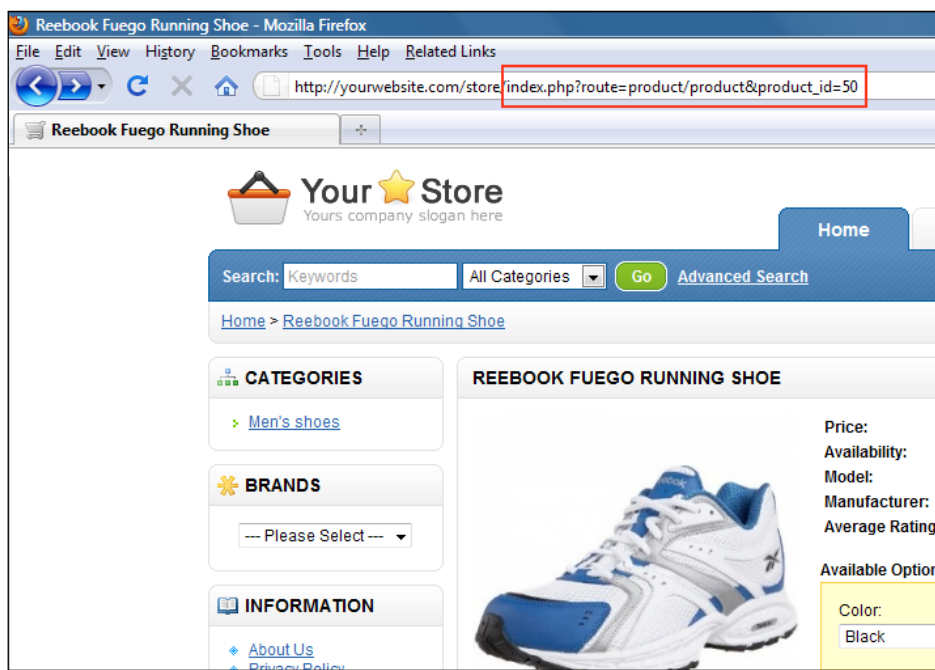 Reebook Fuego Running Shoe - Mozilla Firefox
File Edit View History Bookmarks Tools Help Related Links
http://yourwebsite.com/store/index.php?route=product/product&product_id=50
Reebook Fuego Running Shoe
Your Store
Yours company slogan here
Home
Search: Keywords All Categories Go Advanced Search
Home > Reebook Fuego Running Shoe
CATEGORIES
Men's shoes
BRANDS
--- Please Select ---
INFORMATION
About Us
Privacy Policy
REEBOOK FUEGO RUNNING SHOE
Reebok
Price:
Availability:
Model:
Manufacturer:
Average Rating
Available Option
Color:
Black